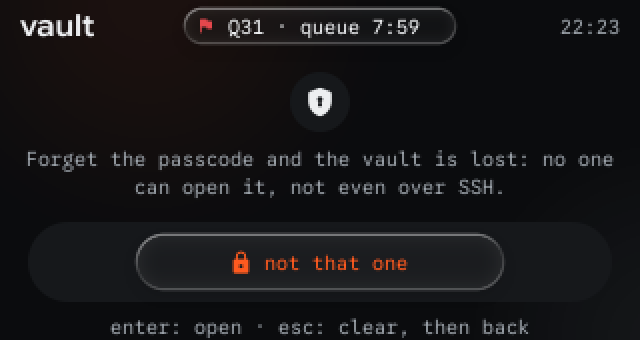 vault
Q31 · queue 7:59
22:23
Forget the passcode and the vault is lost: no one
can open it, not even over SSH.
not that one
enter: open · esc: clear, then back